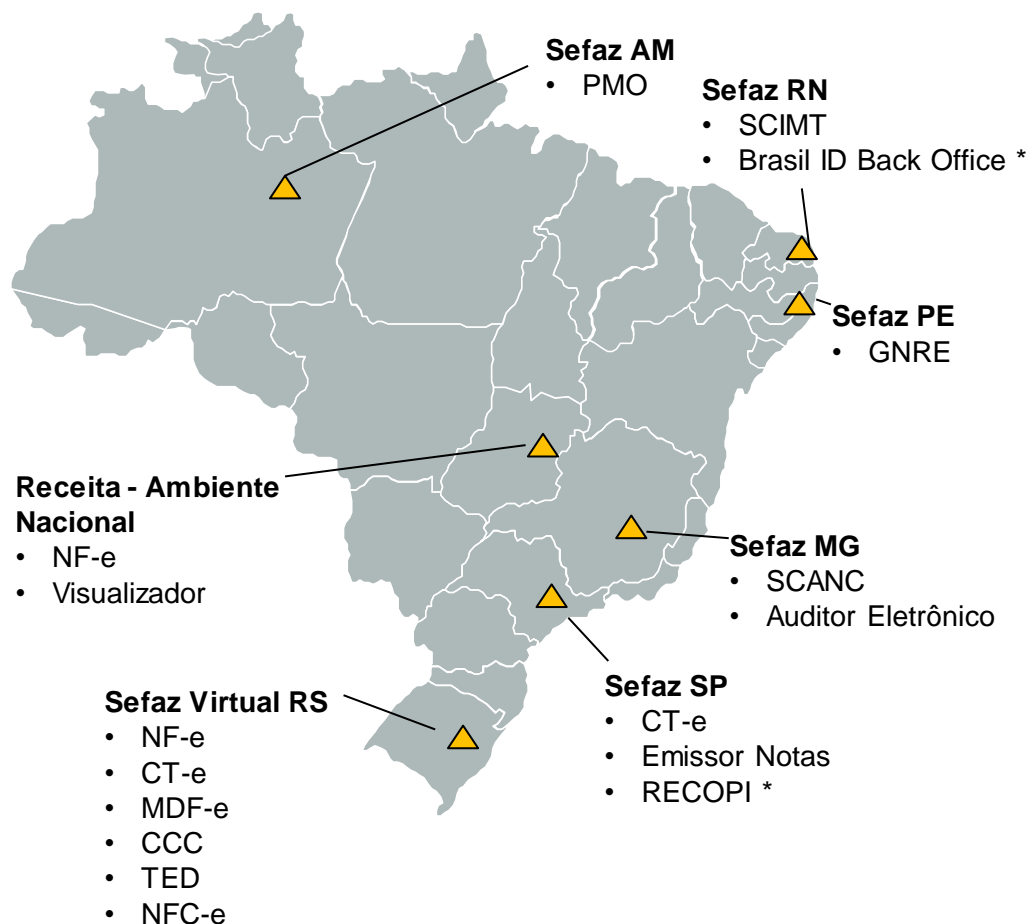 Sefaz AM
• PMO
Sefaz RN
• SCIMT
• Brasil ID Back Office *
Sefaz PE
• GNRE
Receita - Ambiente
Nacional
• NF-e
• Visualizador
Sefaz MG
• SCANC
• Auditor Eletrônico
Sefaz SP
• CT-e
• Emissor Notas
• RECOPI *
Sefaz Virtual RS
• NF-e
• CT-e
• MDF-e
• CCC
• TED
• NFC-e